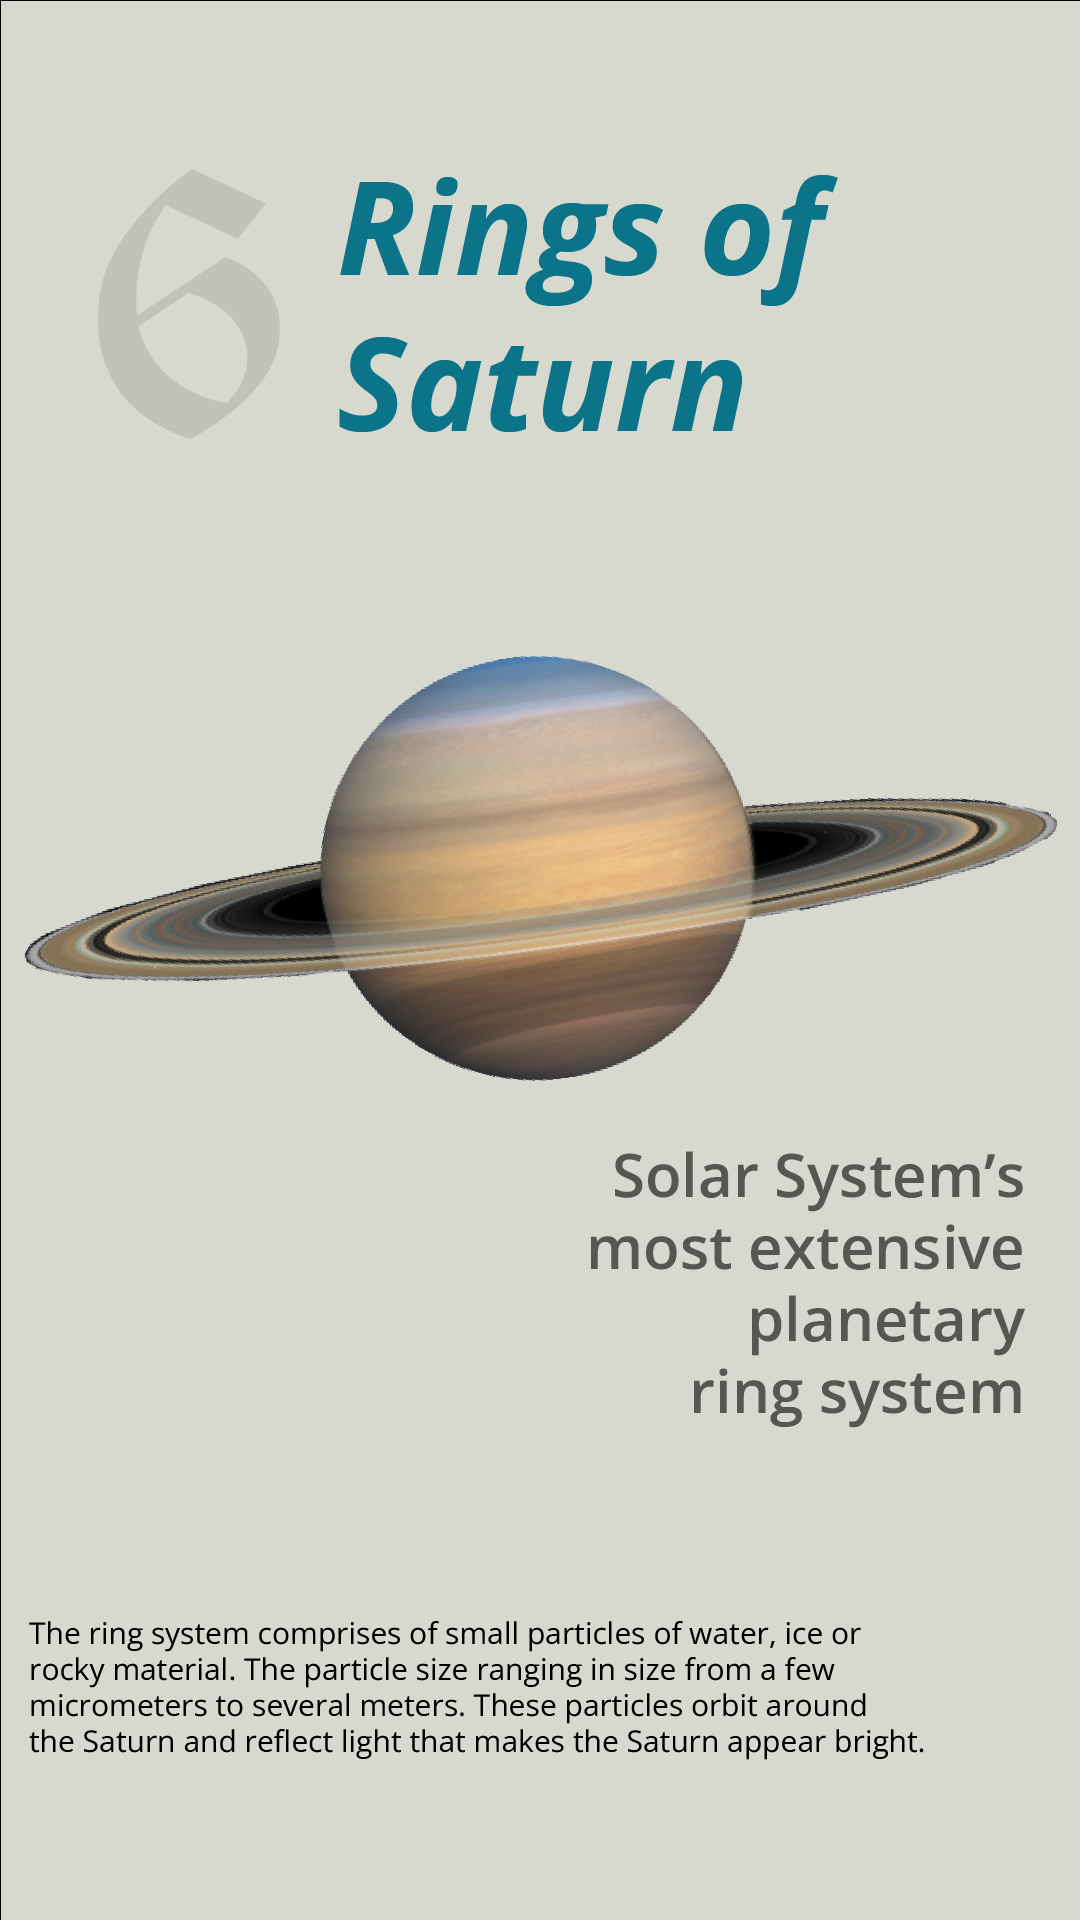 6
Rings of
Saturn
Solar System’s
most extensive
planetary
ring system
The ring system comprises of small particles of water, ice or
rocky material. The particle size ranging in size from a few
micrometers to several meters. These particles orbit around
the Saturn and reflect light that makes the Saturn appear bright.